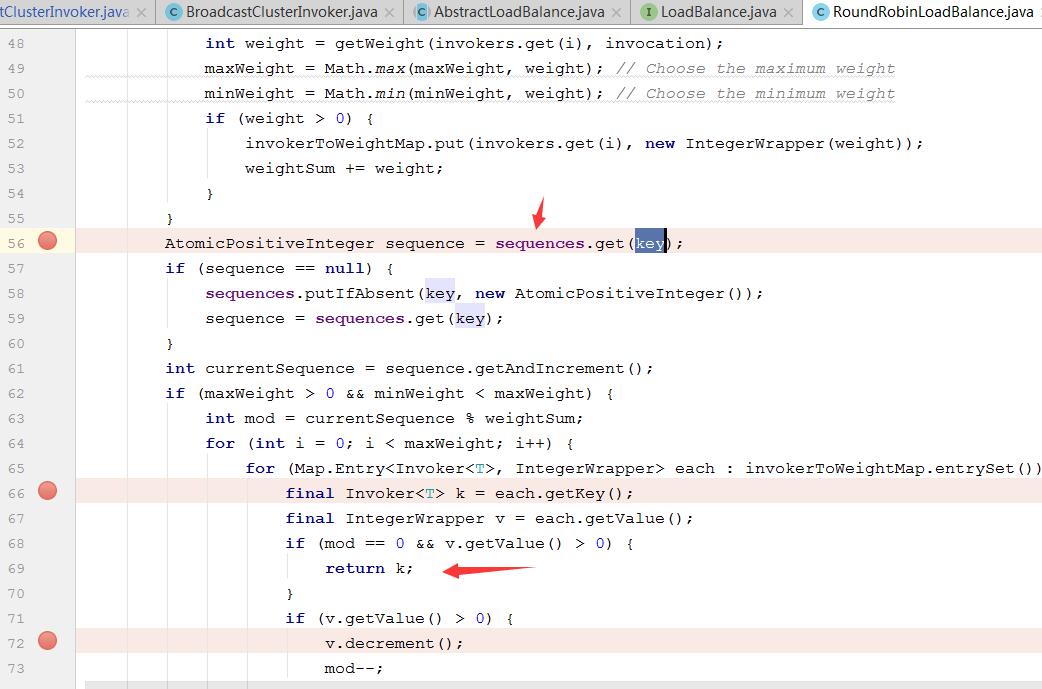 tClusterInvoker.java BroadcastClusterInvoker.java AbstractLoadBalance.java LoadBalance.java RoundRobinLoadBalance.java
48 int weight = getWeight(invokers.get(i), invocation);
49 maxWeight = Math.max(maxWeight, weight); // Choose the maximum weight
50 minWeight = Math.min(minWeight, weight); // Choose the minimum weight
51 if (weight > 0) {
52 invokerToWeightMap.put(invokers.get(i), new IntegerWrapper(weight));
53 weightSum += weight;
54 }
55 }
56 AtomicPositiveInteger sequence = sequences.get(key);
57 if (sequence == null) {
58 sequences.putIfAbsent(key, new AtomicPositiveInteger());
59 sequence = sequences.get(key);
60 }
61 int currentSequence = sequence.getAndIncrement();
62 if (maxWeight > 0 && minWeight < maxWeight) {
63 int mod = currentSequence % weightSum;
64 for (int i = 0; i < maxWeight; i++) {
65 for (Map.Entry<Invoker<T>, IntegerWrapper> each : invokerToWeightMap.entrySet())
66 final Invoker<T> k = each.getKey();
67 final IntegerWrapper v = each.getValue();
68 if (mod == 0 && v.getValue() > 0) {
69 return k;
70 }
71 if (v.getValue() > 0) {
72 v.decrement();
73 mod--;